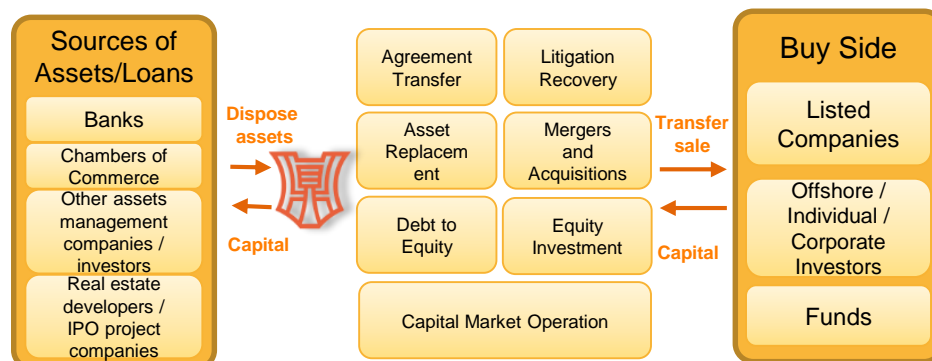 Sources of
Assets/Loans
Banks
Chambers of
Commerce
Other assets
management
companies /
investors
Real estate
developers /
IPO project
companies
Dispose
assets
Capital
Agreement
Transfer
Litigation
Recovery
Asset
Replacem
ent
Mergers
and
Acquisitions
Debt to
Equity
Equity
Investment
Capital Market Operation
Transfer
sale
Capital
Buy Side
Listed
Companies
Offshore /
Individual /
Corporate
Investors
Funds